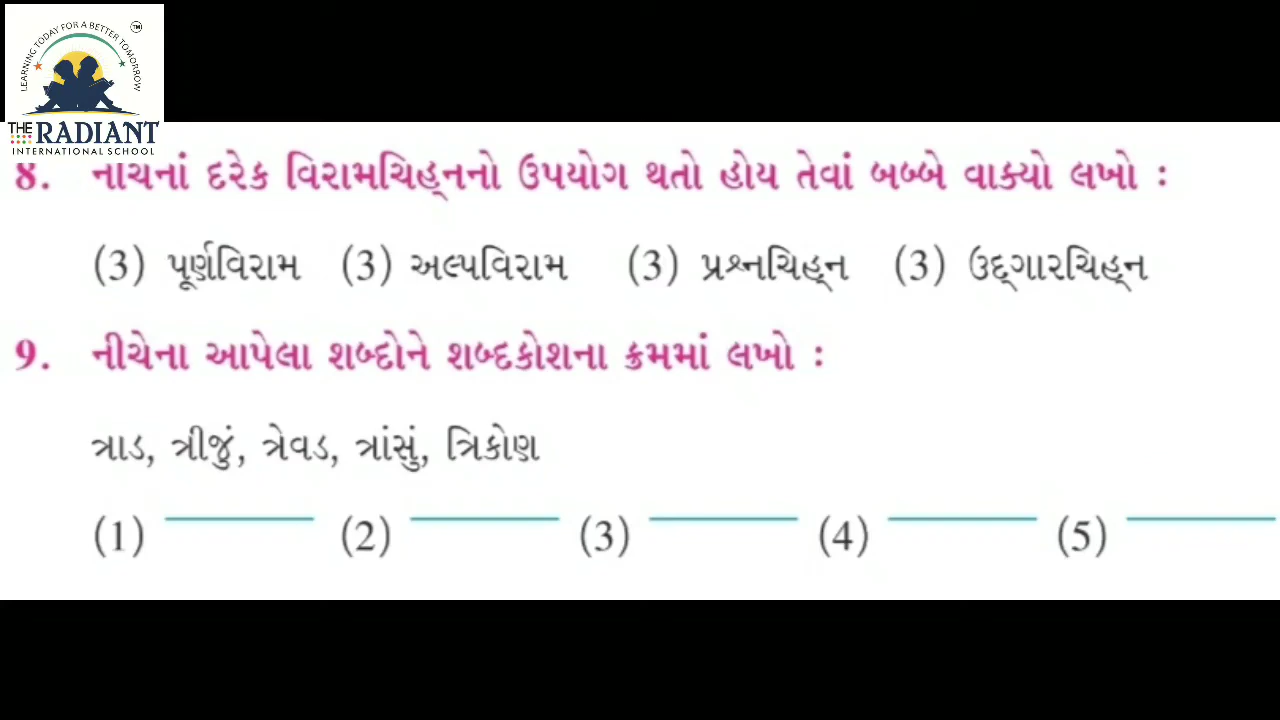 LEARNING TODAY FOR A BETTER TOMORROW
TM
THE RADIANT
INTERNATIONAL SCHOOL
8. નીચેનાં દરેક વિરામચિહ્નનો ઉપયોગ થતો હોય તેવાં બબ્બે વાક્યો લખો :
(3) પૂર્ણવિરામ (3) અલ્પવિરામ (3) પ્રશ્નચિહ્ન (3) ઉદ્‌ગારચિહ્ન
9. નીચેના આપેલા શબ્દોને શબ્દકોશના ક્રમમાં લખો :
ત્રાડ, ત્રીજું, ત્રેવડ, ત્રાંસું, ત્રિકોણ
(1) (2) (3) (4) (5)